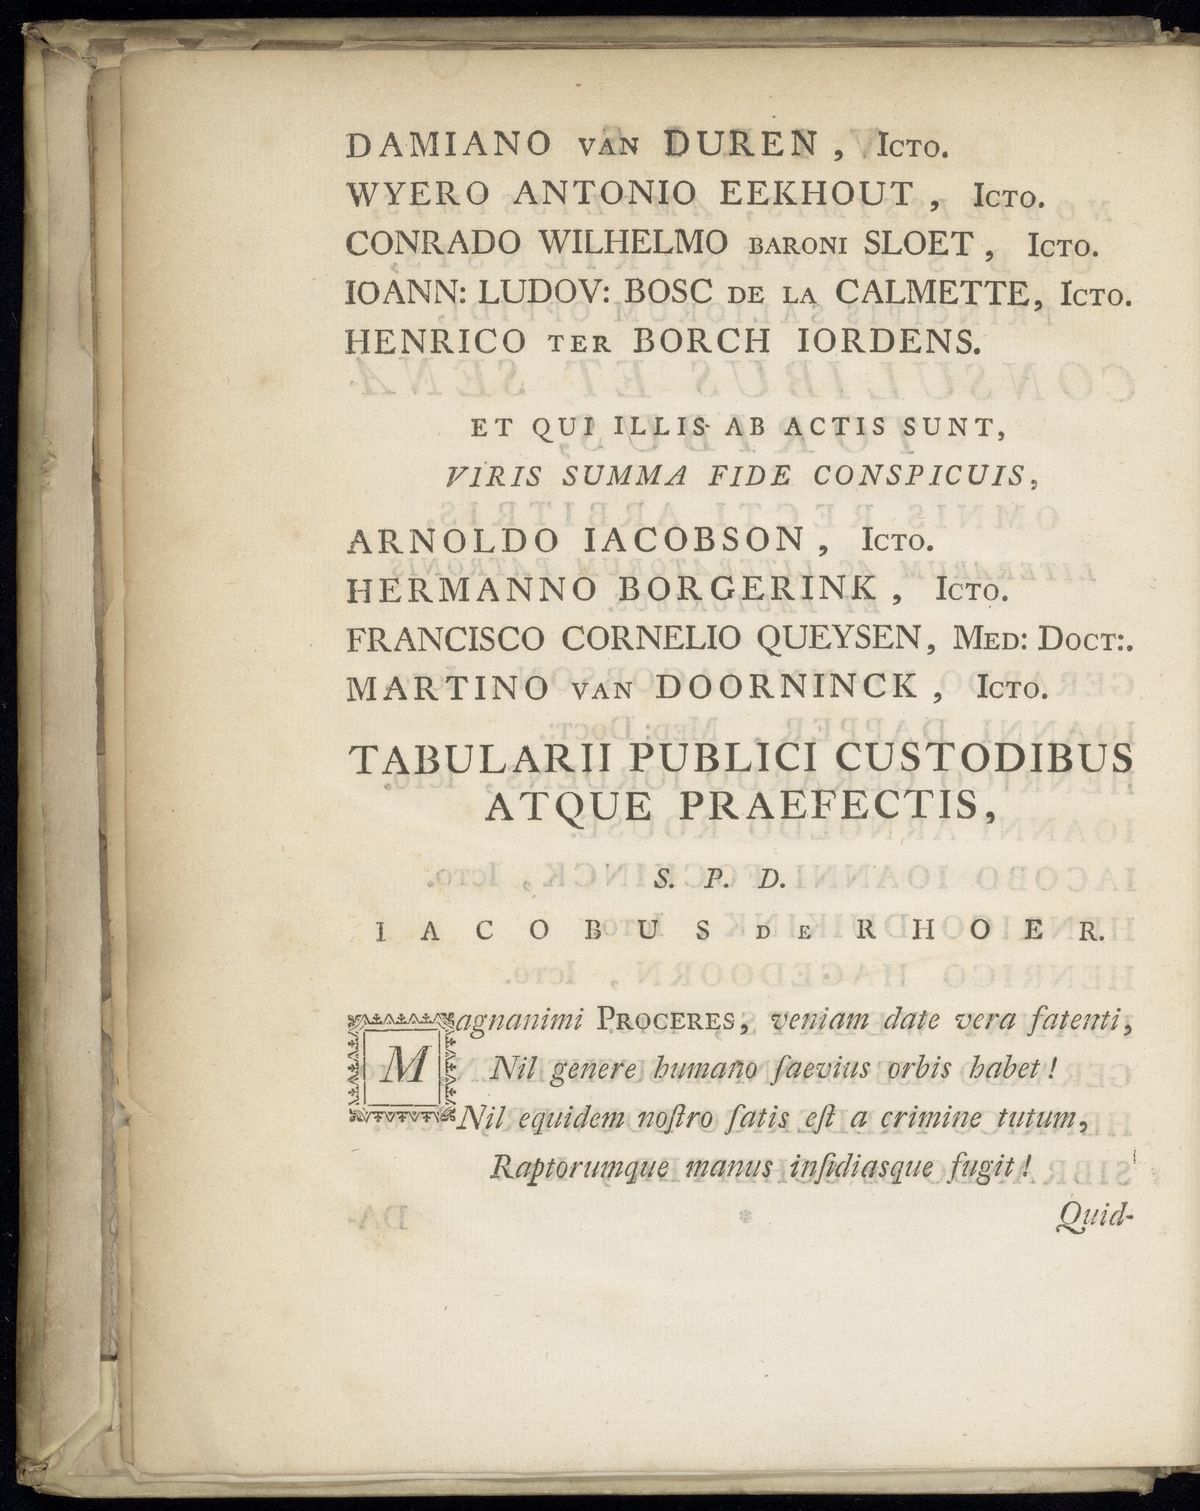 DAMIANO VAN DUREN, ICTO.
WYERO ANTONIO EEKHOUT, ICTO.
CONRADO WILHELMO BARONI SLOET, ICTO.
IOANN: LUDOV: BOSC DE LA CALMETTE, ICTO.
HENRICO TER BORCH IORDENS.
ET QUI ILLIS AB ACTIS SUNT,
VIRIS SUMMA FIDE CONSPICUIS,
ARNOLDO IACOBSON, ICTO.
HERMANNO BORGERINK, ICTO.
FRANCISCO CORNELIO QUEYSEN, MED: DOCT:.
MARTINO VAN DOORNINCK, ICTO.
TABULARII PUBLICI CUSTODIBUS
ATQUE PRAEFECTIS,
S. P. D.
IACOBUS DE RHOER.
Magnanimi PROCERES, veniam date vera fatenti,
Nil genere humano ſaevius orbis habet!
Nil equidem noſtro ſatis eſt a crimine tutum,
Raptorumque manus inſidiasque fugit!
Quid-